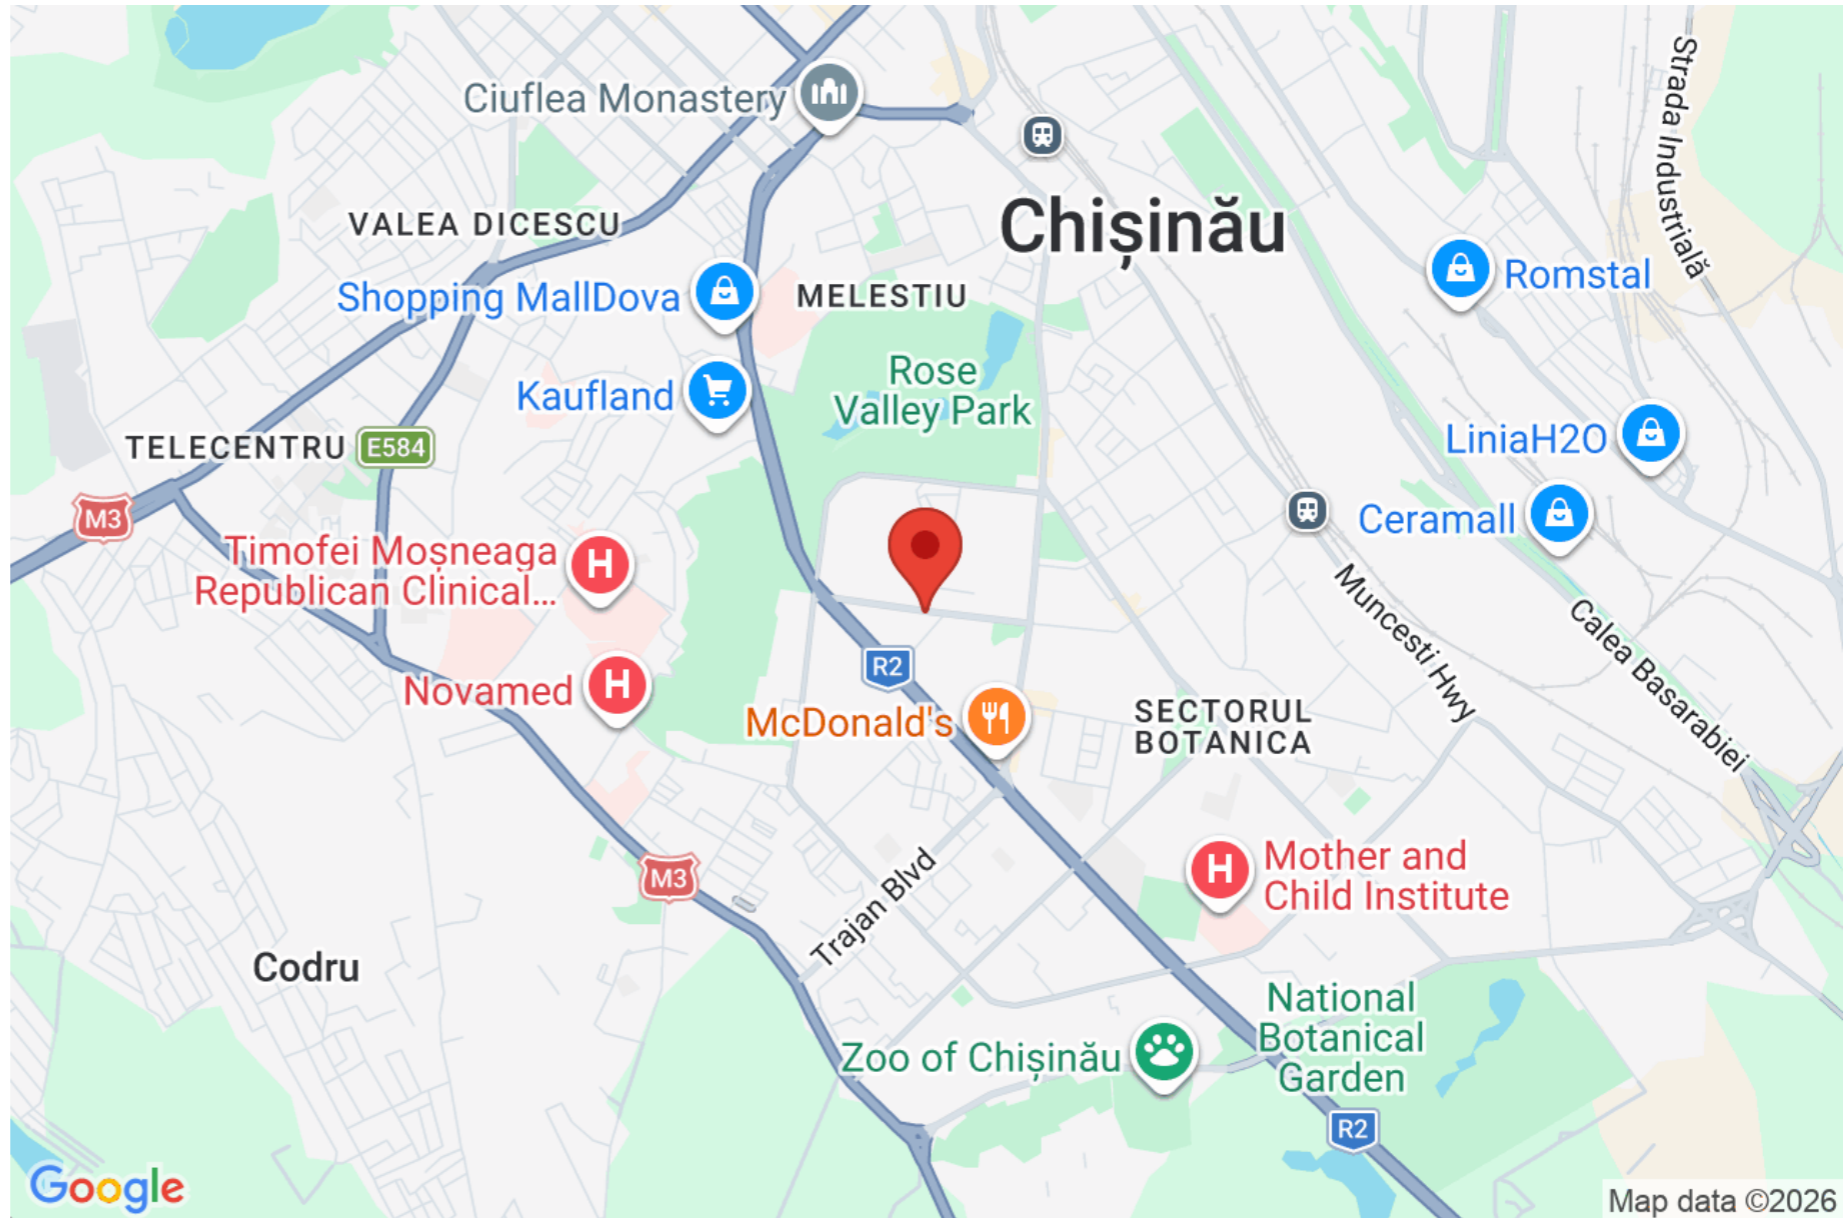 Ciuflea Monastery
Strada Industrială
Chișinău
VALEA DICESCU
Shopping MallDova
MELESTIU
Romstal
Rose
Valley Park
Kaufland
TELECENTRU
E584
LiniaH2O
M3
Ceramall
Timofei Moșneaga
Republican Clinical...
Muncesti Hwy
Calea Basarabiei
R2
Novamed
McDonald's
SECTORUL
BOTANICA
M3
Mother and
Child Institute
Trajan Blvd
Codru
National
Botanical
Garden
Zoo of Chișinău
R2
Google
Map data ©2026